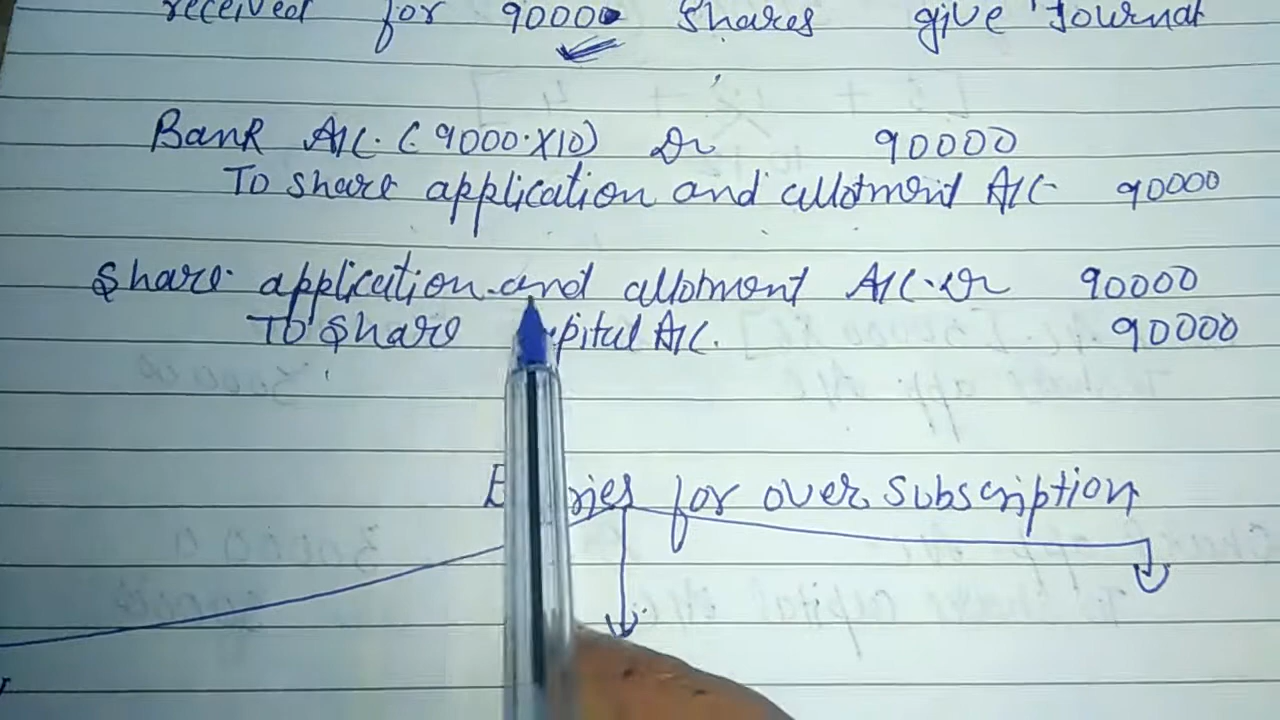 received for 90000 shares give Journal
Bank A/C. (9000×10) Dr 90000
To share application and allotment A/C 90000
Share application and allotment A/C. Dr 90000
To Share pital A/C. 90000
for over Subscription